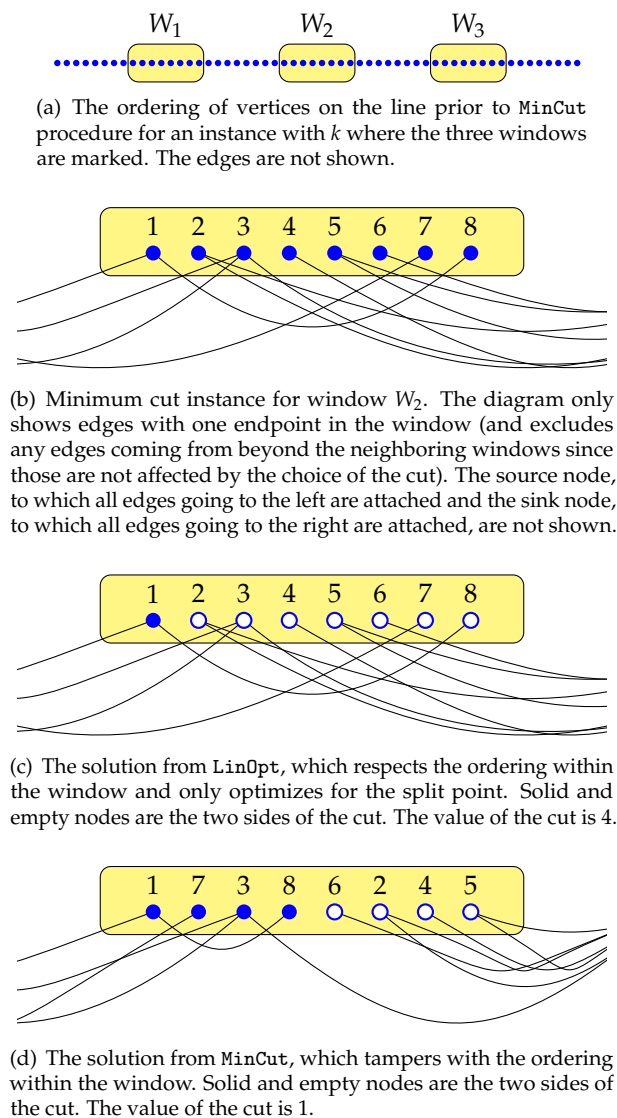 W1 W2 W3
(a) The ordering of vertices on the line prior to MinCut
procedure for an instance with k where the three windows
are marked. The edges are not shown.
1 2 3 4 5 6 7 8
(b) Minimum cut instance for window W2. The diagram only
shows edges with one endpoint in the window (and excludes
any edges coming from beyond the neighboring windows since
those are not affected by the choice of the cut). The source node,
to which all edges going to the left are attached and the sink node,
to which all edges going to the right are attached, are not shown.
1 2 3 4 5 6 7 8
(c) The solution from LinOpt, which respects the ordering within
the window and only optimizes for the split point. Solid and
empty nodes are the two sides of the cut. The value of the cut is 4.
1 7 3 8 6 2 4 5
(d) The solution from MinCut, which tampers with the ordering
within the window. Solid and empty nodes are the two sides of
the cut. The value of the cut is 1.